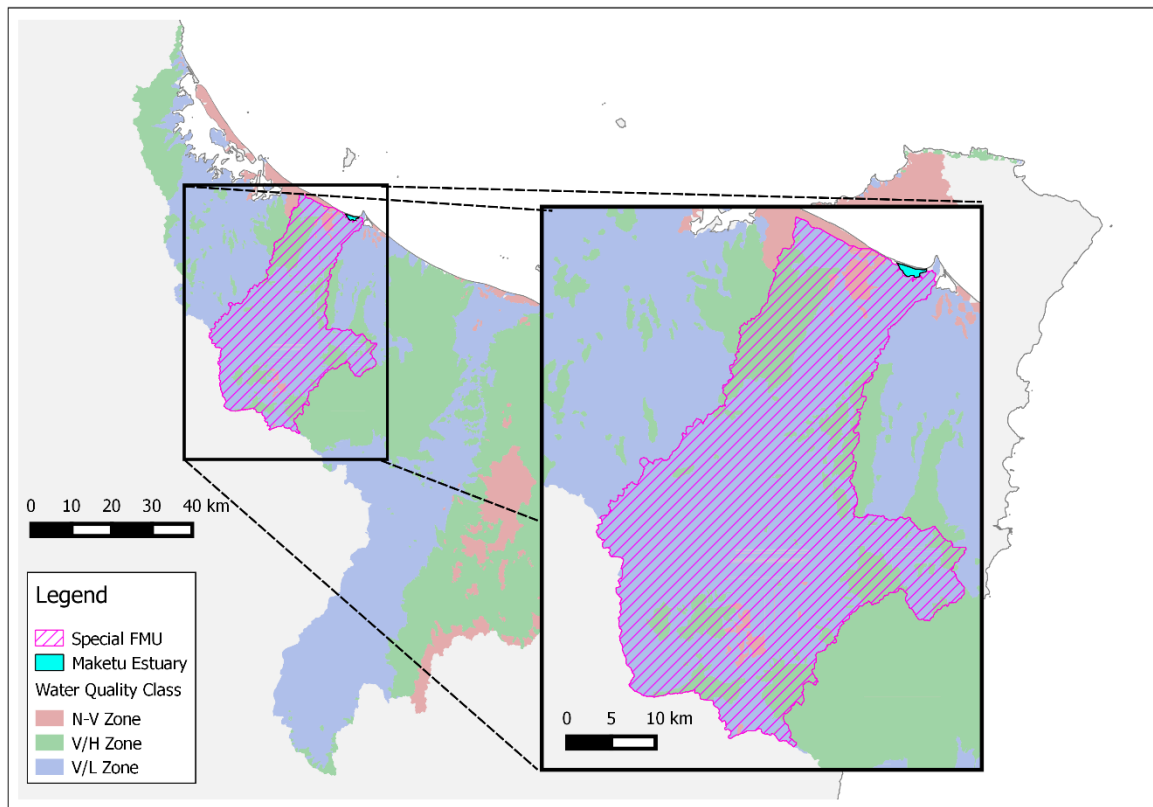 0 10 20 30 40 km
Legend
Special FMU
Maketu Estuary
Water Quality Class
N-V Zone
V/H Zone
V/L Zone
0 5 10 km